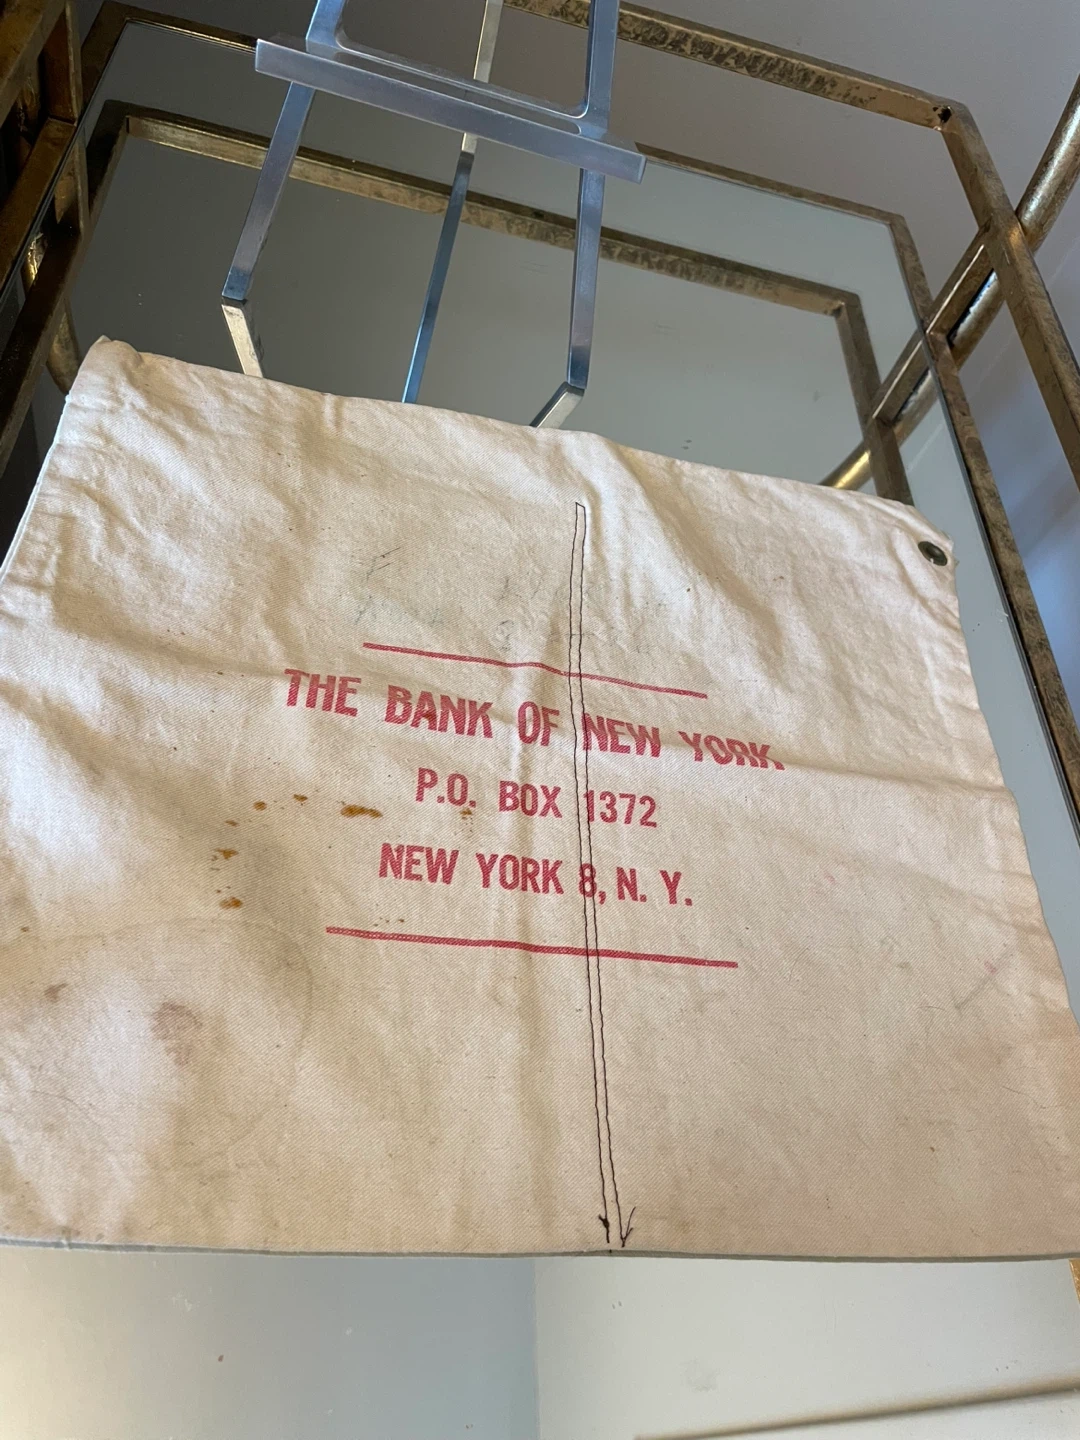 THE BANK OF NEW YORK
P.O. BOX 1372
NEW YORK 8, N. Y.